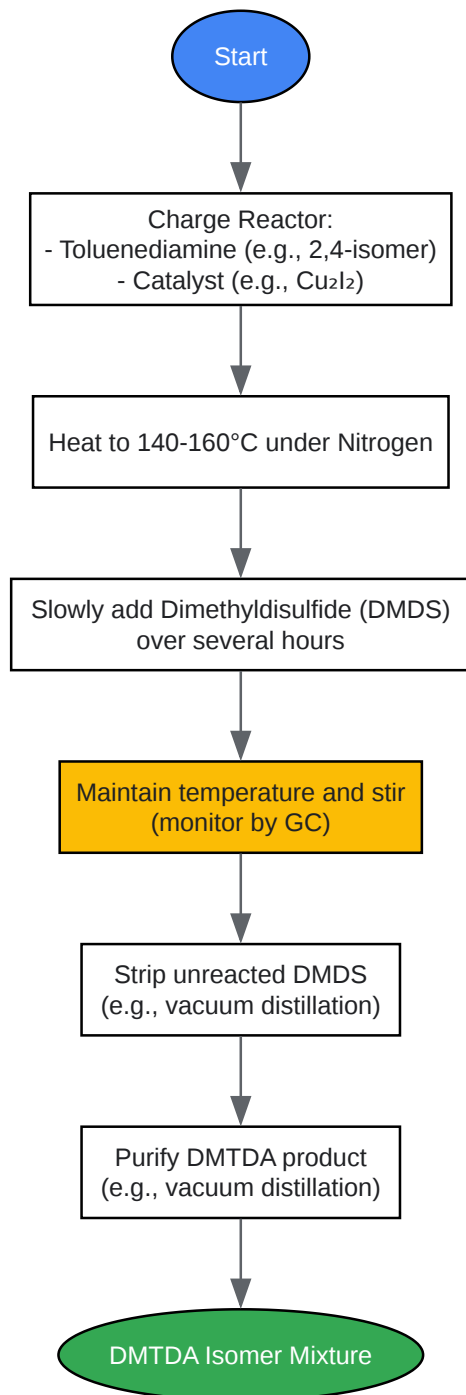 Start
Charge Reactor:
- Toluenediamine (e.g., 2,4-isomer)
- Catalyst (e.g., Cu₂I₂)
Heat to 140-160°C under Nitrogen
Slowly add Dimethyldisulfide (DMDS)
over several hours
Maintain temperature and stir
(monitor by GC)
Strip unreacted DMDS
(e.g., vacuum distillation)
Purify DMTDA product
(e.g., vacuum distillation)
DMTDA Isomer Mixture